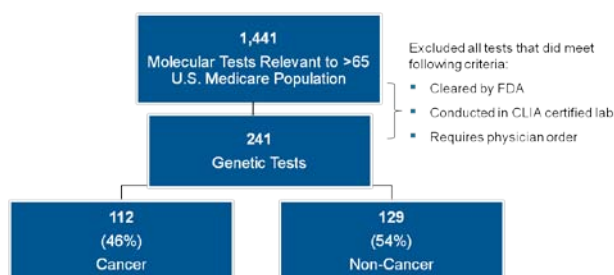 1,441
Molecular Tests Relevant to >65
U.S. Medicare Population
Excluded all tests that did meet
following criteria:
▪ Cleared by FDA
▪ Conducted in CLIA certified lab
▪ Requires physician order
241
Genetic Tests
112
(46%)
Cancer
129
(54%)
Non-Cancer